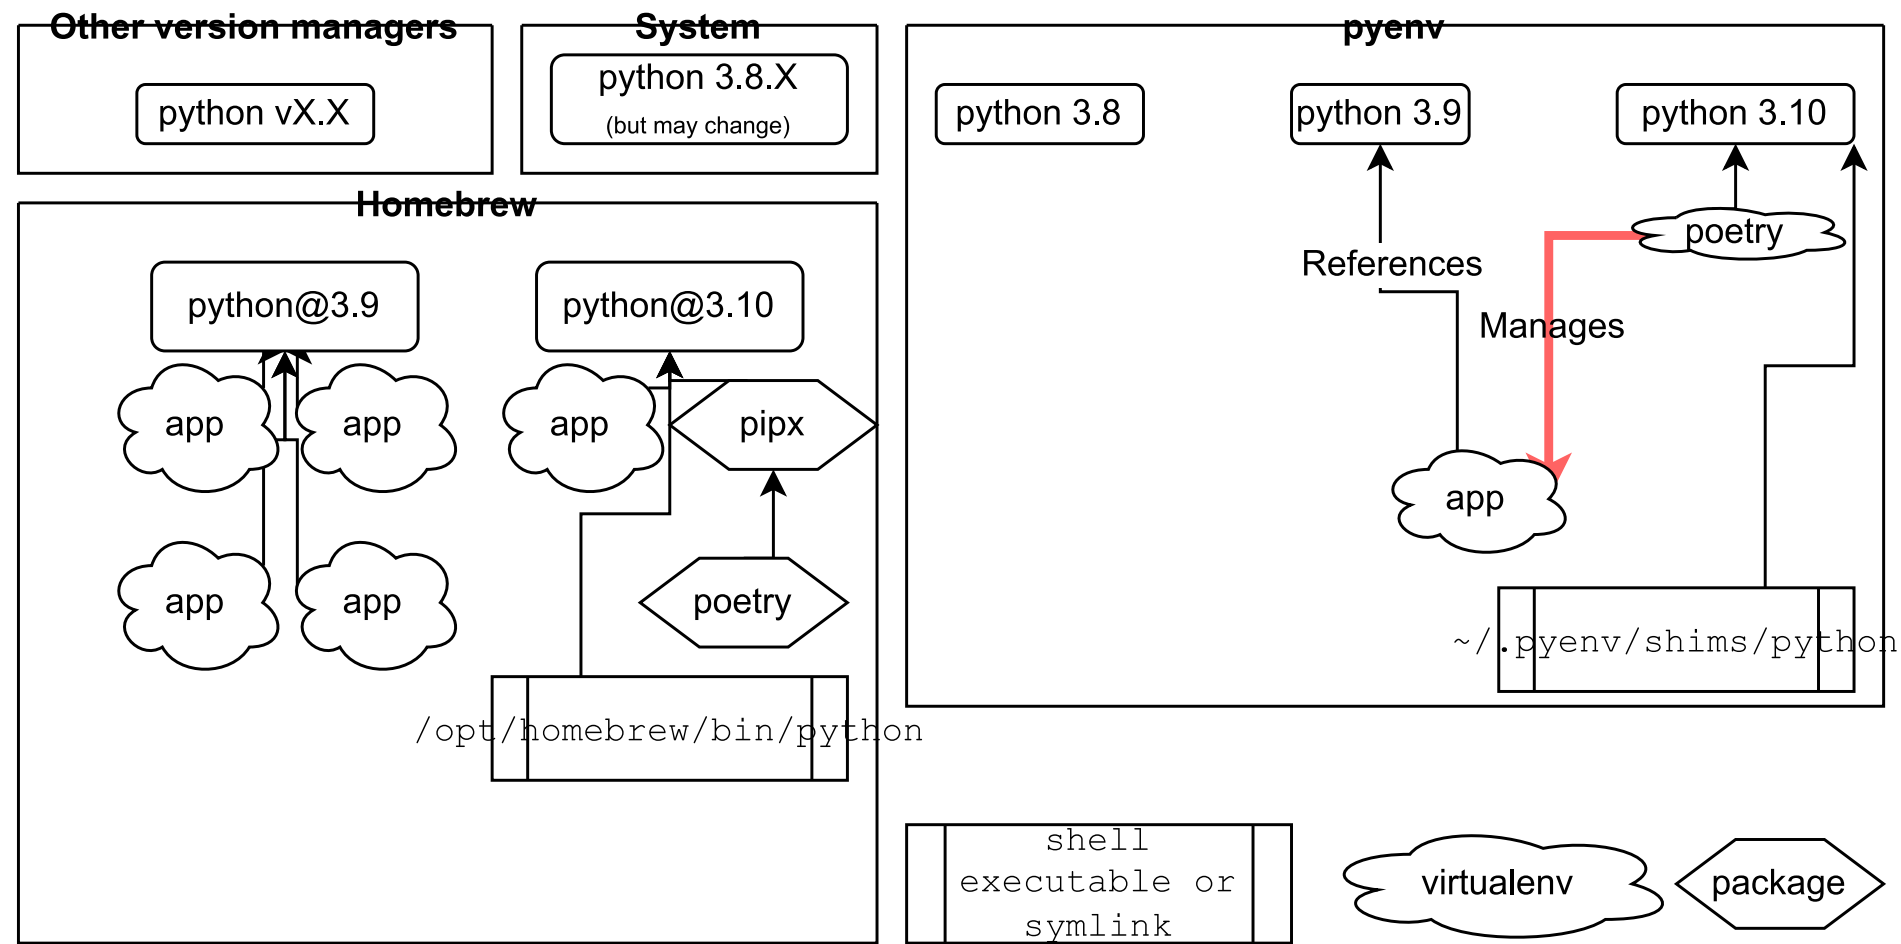 Other version managers
python vX.X
System
python 3.8.X
(but may change)
pyenv
python 3.8
python 3.9
python 3.10
poetry
References
Manages
app
~/.pyenv/shims/python
Homebrew
python@3.9
python@3.10
app
app
app
pipx
app
app
poetry
/opt/homebrew/bin/python
shell
executable or
symlink
virtualenv
package